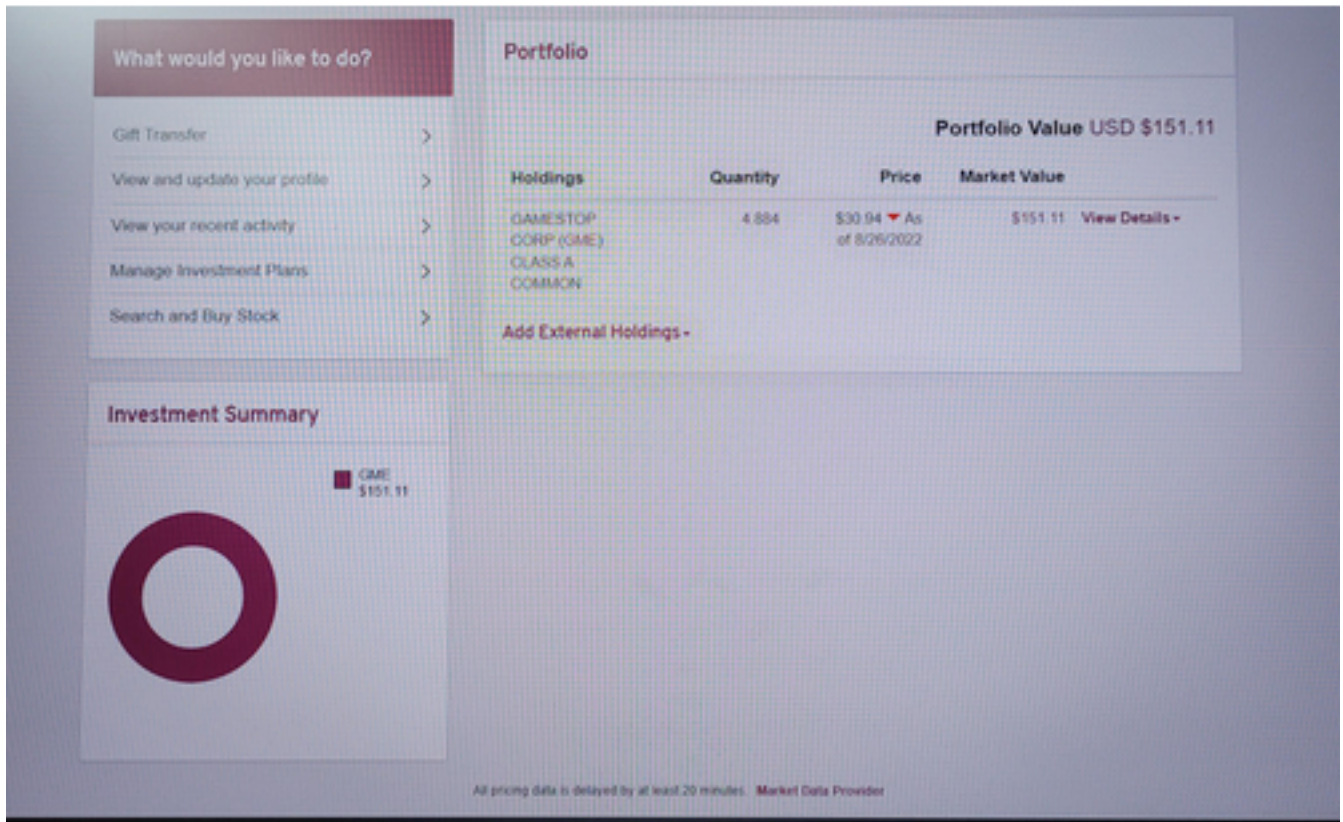 What would you like to do?
Gift Transfer
View and update your profile
View your recent activity
Manage Investment Plans
Search and Buy Stock
Portfolio
Portfolio Value USD $151.11
Holdings Quantity Price Market Value
GAMESTOP 4.884 $30.94 ▼ As $151.11 View Details
CORP (GME) of 8/26/2022
CLASS A
COMMON
Add External Holdings
Investment Summary
GME
$151.11
All pricing data is delayed by at least 20 minutes. Market Data Provider